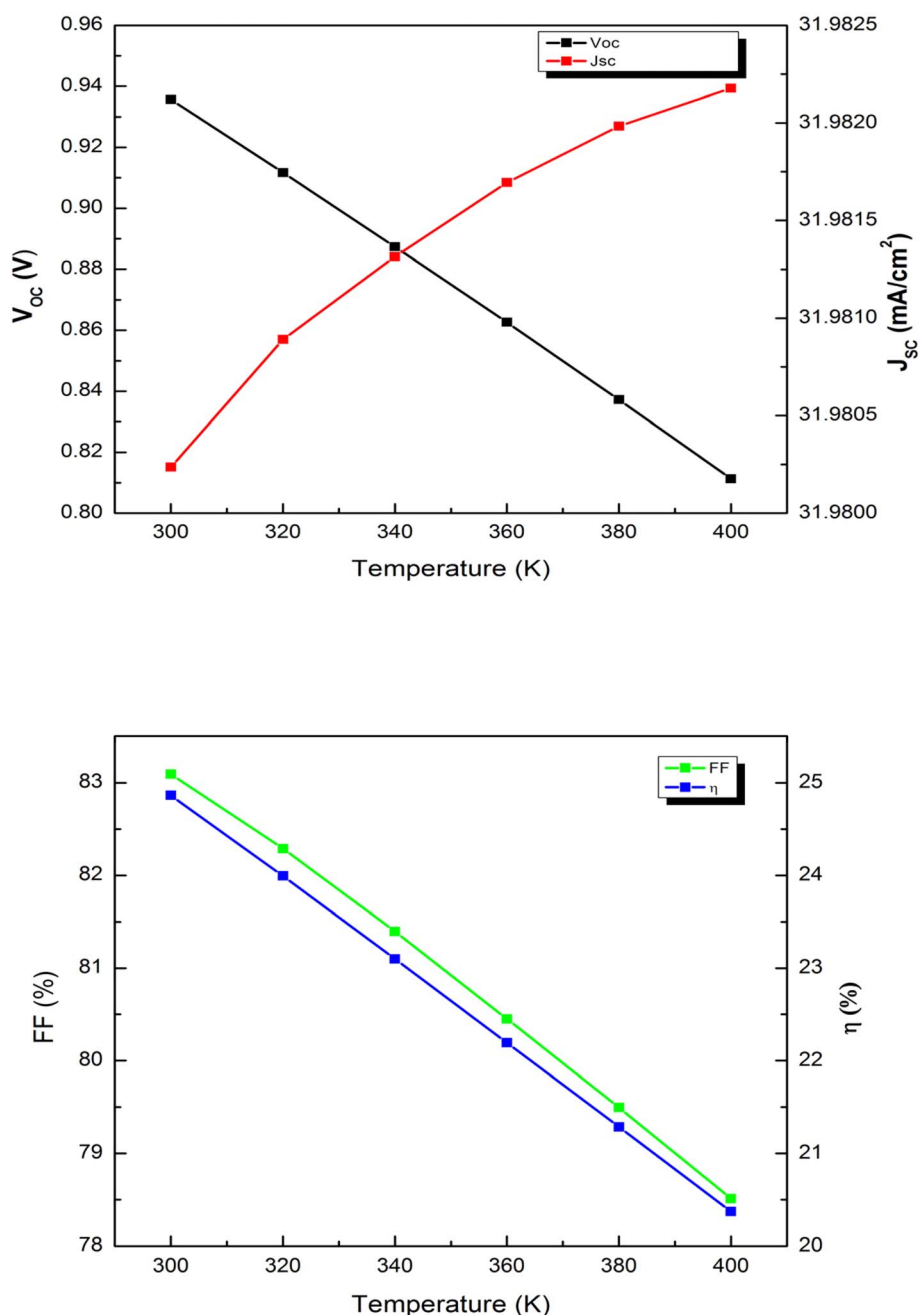 0.96
0.94
0.92
0.90
0.88
0.86
0.84
0.82
0.80
V_OC (V)
Voc
Jsc
31.9825
31.9820
31.9815
31.9810
31.9805
31.9800
J_SC (mA/cm²)
300 320 340 360 380 400
Temperature (K)
83
82
81
80
79
78
FF (%)
FF
η
25
24
23
22
21
20
η (%)
300 320 340 360 380 400
Temperature (K)